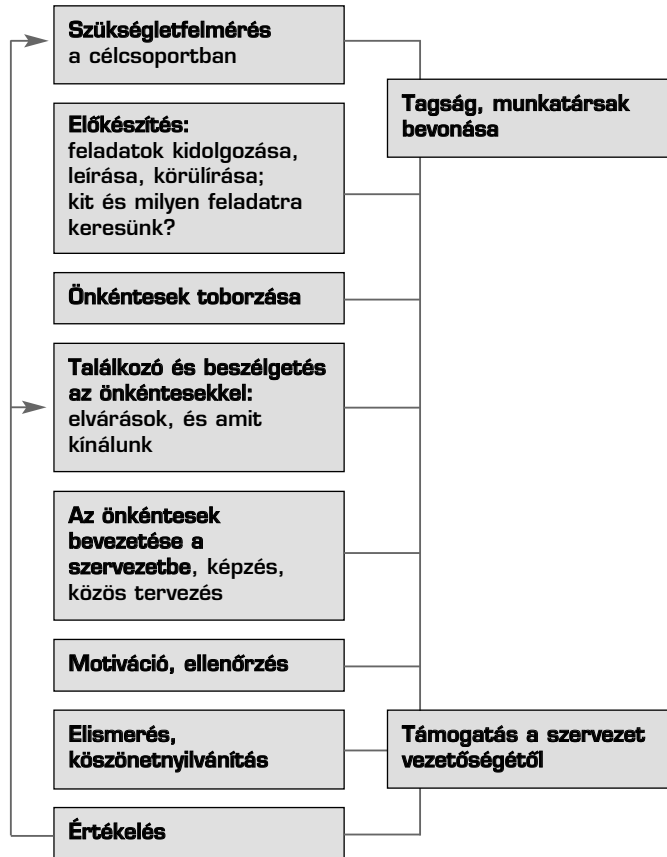 Szükségletfelmérés
a célcsoportban
Tagság, munkatársak
bevonása
Előkészítés:
feladatok kidolgozása,
leírása, körülírása;
kit és milyen feladatra
keresünk?
Önkéntesek toborzása
Találkozó és beszélgetés
az önkéntesekkel:
elvárások, és amit
kínálunk
Az önkéntesek
bevezetése a
szervezetbe, képzés,
közös tervezés
Motiváció, ellenőrzés
Elismerés,
köszönetnyilvánítás
Támogatás a szervezet
vezetőségétől
Értékelés